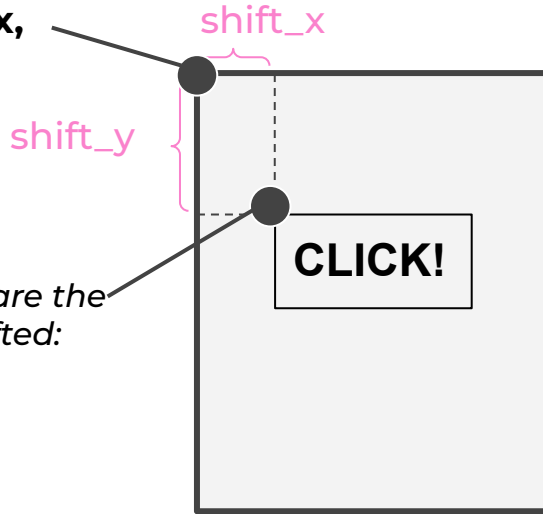 x,
shift_x
shift_y
CLICK!
are the
fted: